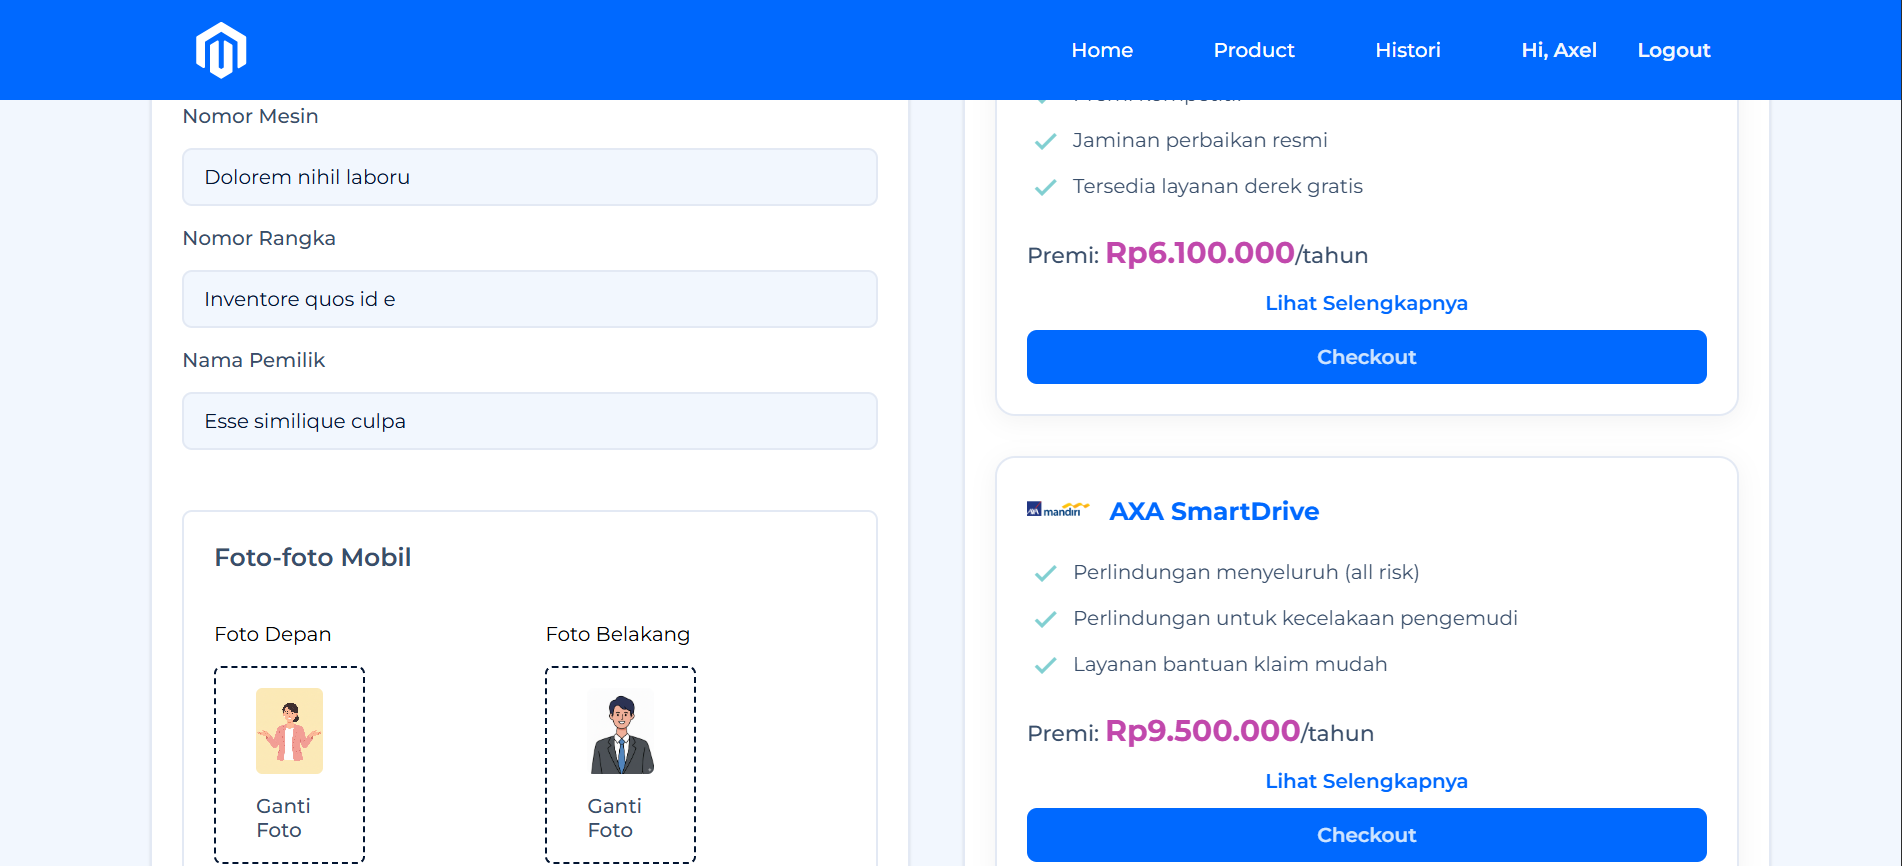 Home
Product
Histori
Hi, Axel
Logout
Nomor Mesin
Dolorem nihil laboru
Nomor Rangka
Inventore quos id e
Nama Pemilik
Esse similique culpa
Foto-foto Mobil
Foto Depan
Foto Belakang
Ganti
Foto
Ganti
Foto
Jaminan perbaikan resmi
Tersedia layanan derek gratis
Premi: Rp6.100.000/tahun
Lihat Selengkapnya
Checkout
AXA mandiri
AXA SmartDrive
Perlindungan menyeluruh (all risk)
Perlindungan untuk kecelakaan pengemudi
Layanan bantuan klaim mudah
Premi: Rp9.500.000/tahun
Lihat Selengkapnya
Checkout